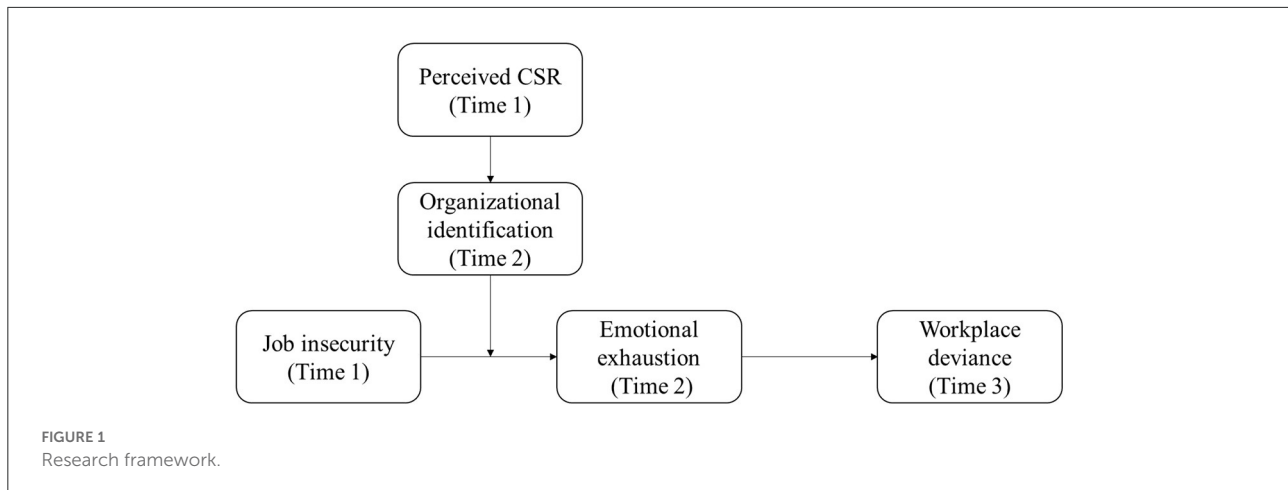 Perceived CSR
(Time 1)
Organizational
identification
(Time 2)
Job insecurity
(Time 1)
Emotional
exhaustion
(Time 2)
Workplace
deviance
(Time 3)
FIGURE 1
Research framework.